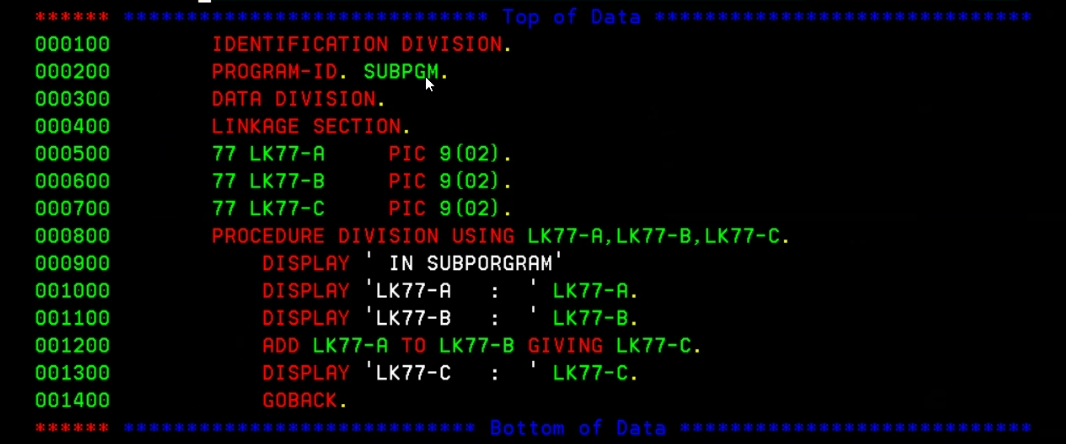 ****** ***************************** Top of Data ******************************
000100 IDENTIFICATION DIVISION.
000200 PROGRAM-ID. SUBPGM.
000300 DATA DIVISION.
000400 LINKAGE SECTION.
000500 77 LK77-A PIC 9(02).
000600 77 LK77-B PIC 9(02).
000700 77 LK77-C PIC 9(02).
000800 PROCEDURE DIVISION USING LK77-A,LK77-B,LK77-C.
000900 DISPLAY ' IN SUBPORGRAM'
001000 DISPLAY 'LK77-A : ' LK77-A.
001100 DISPLAY 'LK77-B : ' LK77-B.
001200 ADD LK77-A TO LK77-B GIVING LK77-C.
001300 DISPLAY 'LK77-C : ' LK77-C.
001400 GOBACK.
****** **************************** Bottom of Data ****************************